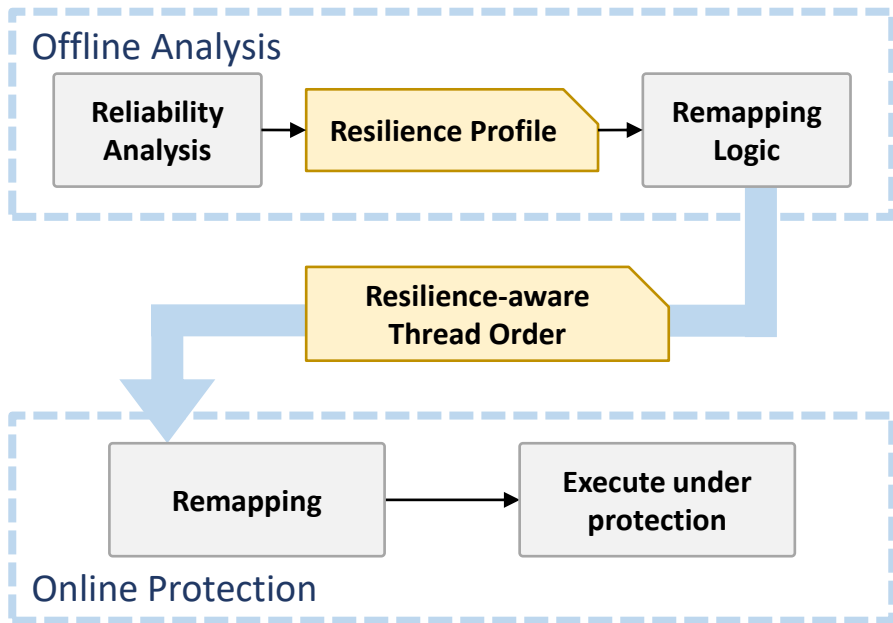 Offline Analysis
Reliability
Analysis
Resilience Profile
Remapping
Logic
Resilience-aware
Thread Order
Remapping
Execute under
protection
Online Protection